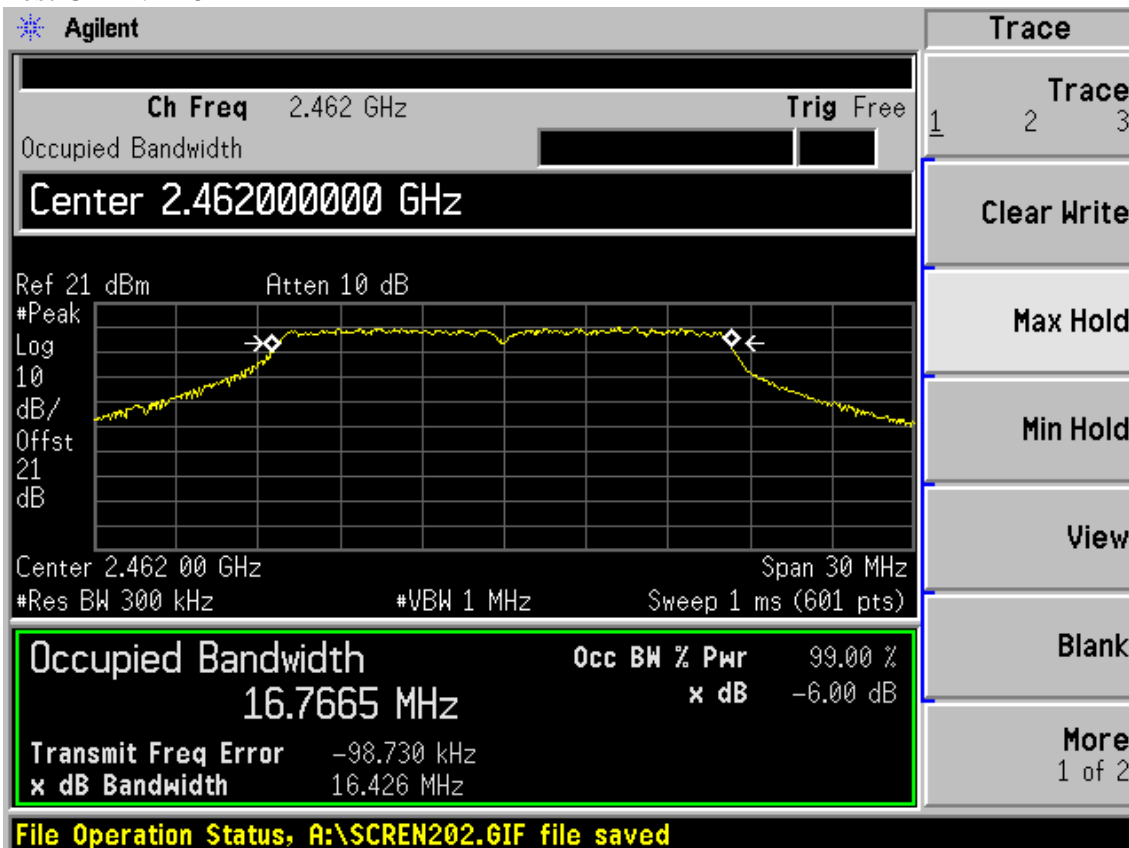 Agilent
Trace
Ch Freq 2.462 GHz Trig Free
Occupied Bandwidth
Center 2.462000000 GHz
Ref 21 dBm Atten 10 dB
#Peak
Log
10
dB/
Offst
21
dB
Center 2.462 00 GHz Span 30 MHz
#Res BW 300 kHz #VBW 1 MHz Sweep 1 ms (601 pts)
Occupied Bandwidth
16.7665 MHz
Occ BW % Pwr 99.00 %
x dB -6.00 dB
Transmit Freq Error -98.730 kHz
x dB Bandwidth 16.426 MHz
File Operation Status, A:\SCREN202.GIF file saved
Trace
1 2 3
Clear Write
Max Hold
Min Hold
View
Blank
More
1 of 2